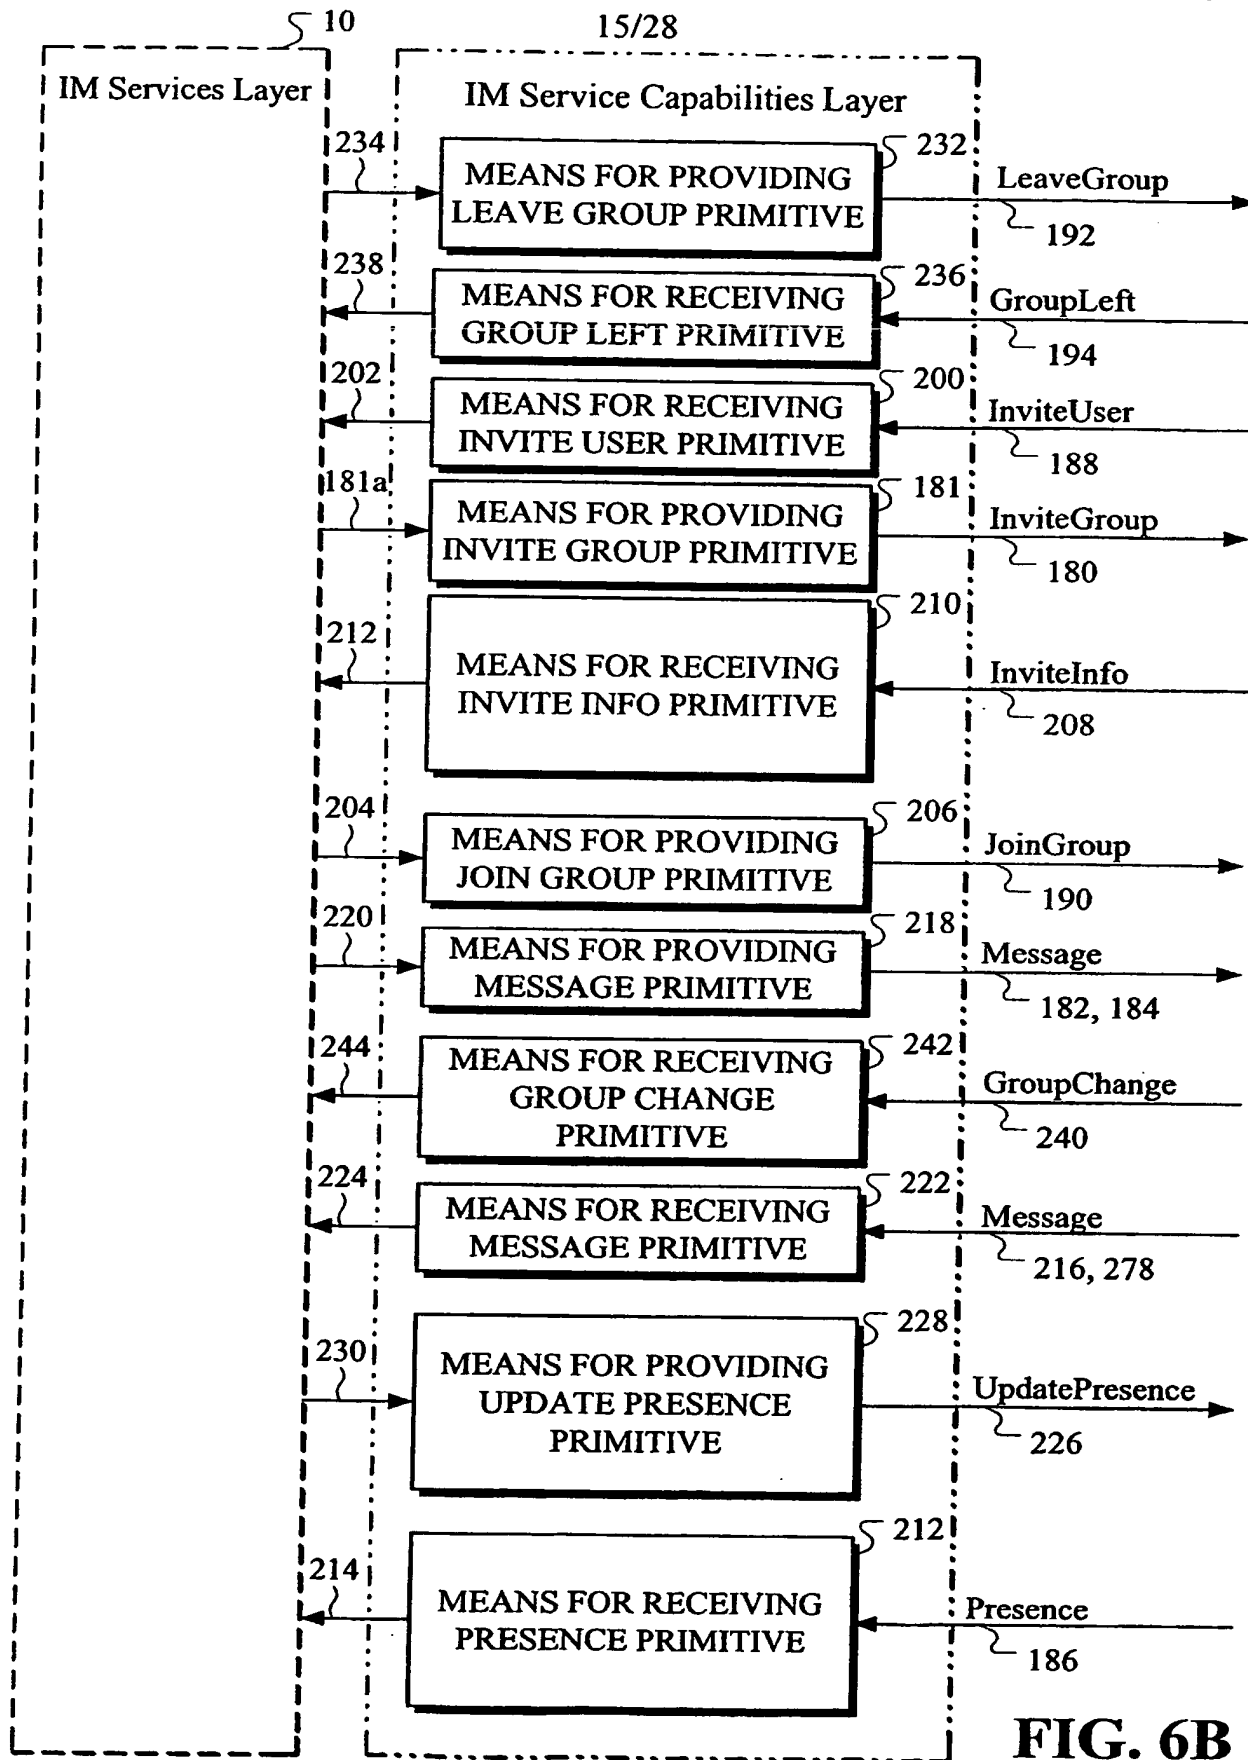 10
15/28
IM Services Layer
IM Service Capabilities Layer
234
232
MEANS FOR PROVIDING
LEAVE GROUP PRIMITIVE
LeaveGroup
192
238
236
MEANS FOR RECEIVING
GROUP LEFT PRIMITIVE
GroupLeft
194
202
200
MEANS FOR RECEIVING
INVITE USER PRIMITIVE
InviteUser
188
181a
181
MEANS FOR PROVIDING
INVITE GROUP PRIMITIVE
InviteGroup
180
212
210
MEANS FOR RECEIVING
INVITE INFO PRIMITIVE
InviteInfo
208
204
206
MEANS FOR PROVIDING
JOIN GROUP PRIMITIVE
JoinGroup
190
220
218
MEANS FOR PROVIDING
MESSAGE PRIMITIVE
Message
182, 184
244
242
MEANS FOR RECEIVING
GROUP CHANGE
PRIMITIVE
GroupChange
240
224
222
MEANS FOR RECEIVING
MESSAGE PRIMITIVE
Message
216, 278
230
228
MEANS FOR PROVIDING
UPDATE PRESENCE
PRIMITIVE
UpdatePresence
226
214
212
MEANS FOR RECEIVING
PRESENCE PRIMITIVE
Presence
186
FIG. 6B